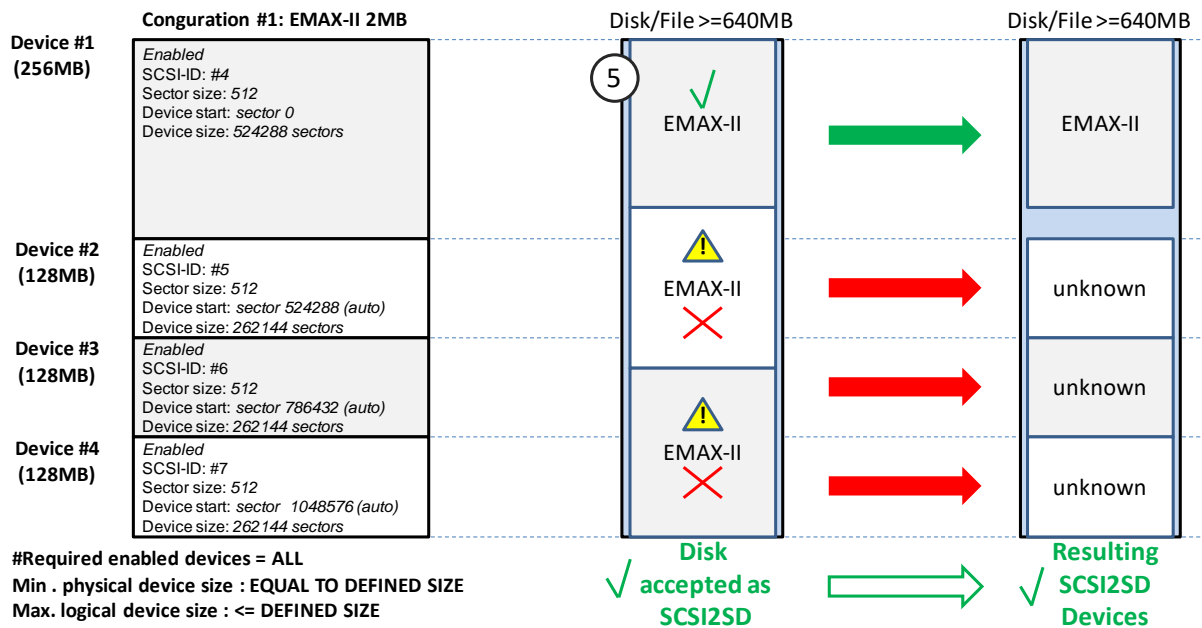 Conguration #1: EMAX-II 2MB
Disk/File >=640MB
Disk/File >=640MB
Device #1
(256MB)
Enabled
SCSI-ID: #4
Sector size: 512
Device start: sector 0
Device size: 524288 sectors
5
EMAX-II
EMAX-II
Device #2
(128MB)
Enabled
SCSI-ID: #5
Sector size: 512
Device start: sector 524288 (auto)
Device size: 262144 sectors
!
EMAX-II
unknown
Device #3
(128MB)
Enabled
SCSI-ID: #6
Sector size: 512
Device start: sector 786432 (auto)
Device size: 262144 sectors
!
EMAX-II
unknown
Device #4
(128MB)
Enabled
SCSI-ID: #7
Sector size: 512
Device start: sector 1048576 (auto)
Device size: 262144 sectors
unknown
#Required enabled devices = ALL
Min . physical device size : EQUAL TO DEFINED SIZE
Max. logical device size : <= DEFINED SIZE
Disk
accepted as
SCSI2SD
Resulting
SCSI2SD
Devices